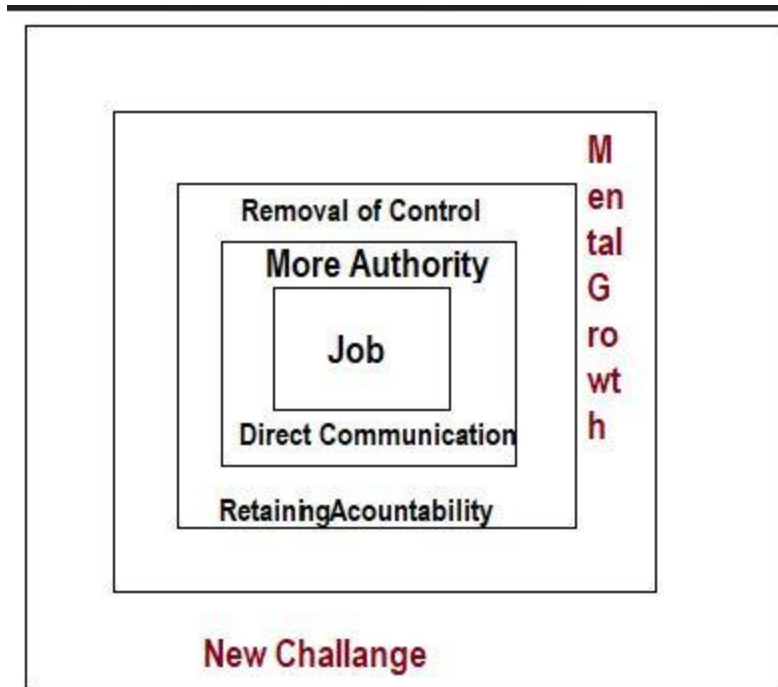 Removal of Control
More Authority
Job
Direct Communication
RetainingAcountability
M
en
tal
G
ro
wt
h
New Challange